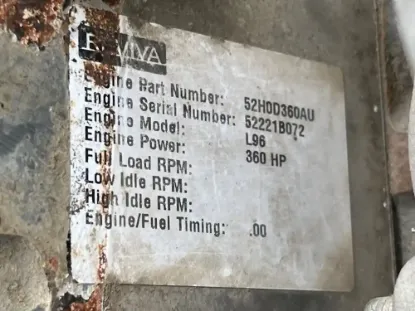 REVIVA
Engine Part Number: 52H0D360AU
Engine Serial Number: 52221B072
Engine Model: L96
Engine Power: 360 HP
Full Load RPM:
Low Idle RPM:
High Idle RPM:
Engine/Fuel Timing: .00